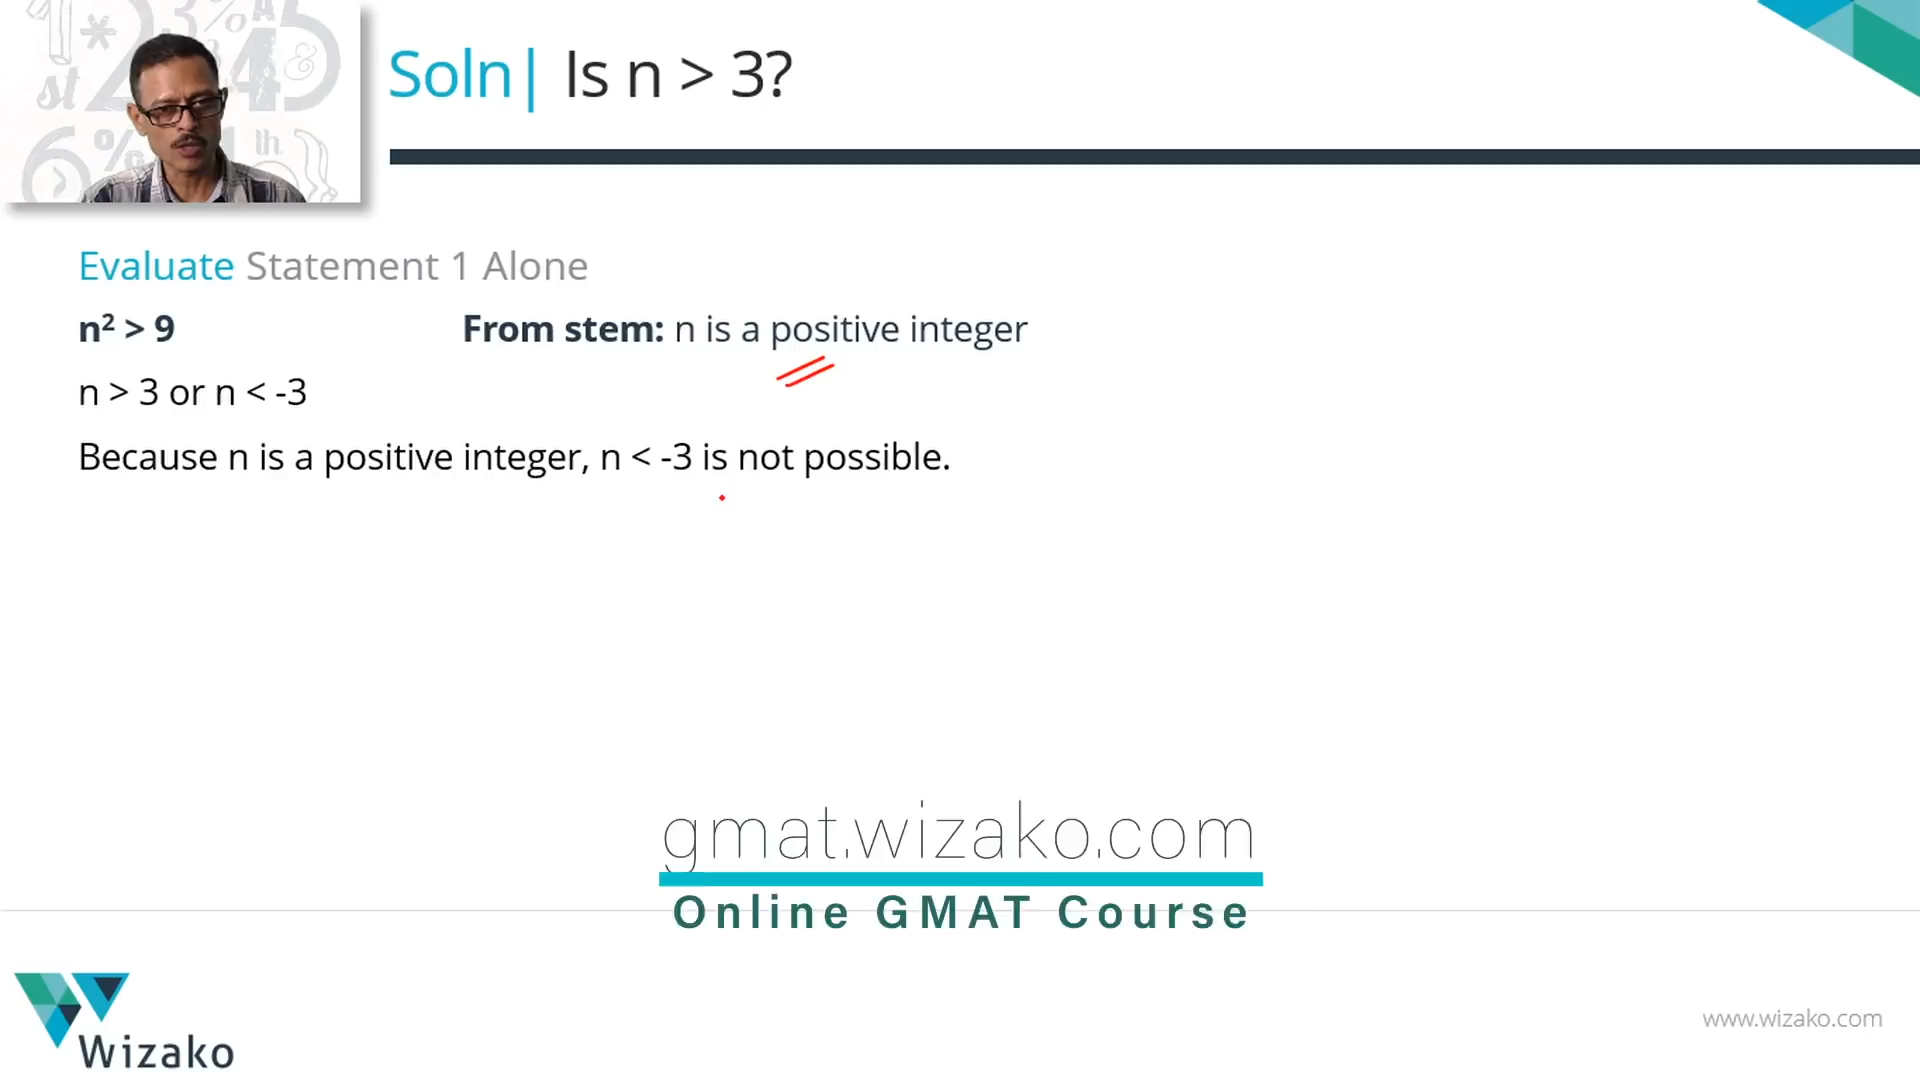 Soln| Is n > 3?
Evaluate Statement 1 Alone
n² > 9
From stem: n is a positive integer
n > 3 or n < -3
Because n is a positive integer, n < -3 is not possible.
gmat.wizako.com
Online GMAT Course
Wizako
www.wizako.com